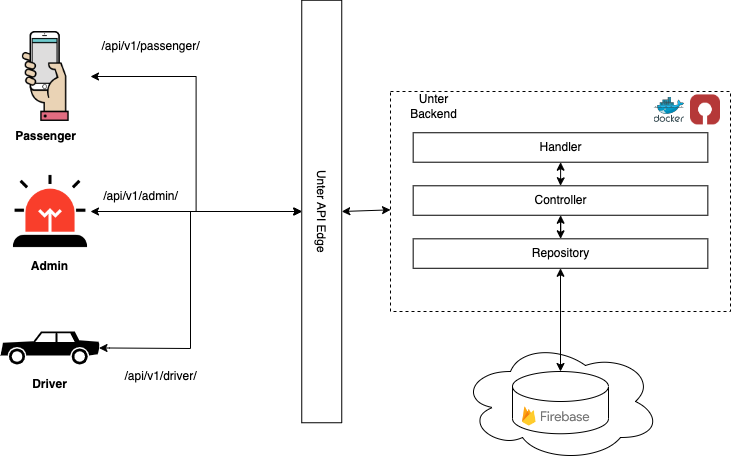 /api/v1/passenger/
Passenger
/api/v1/admin/
Admin
/api/v1/driver/
Driver
Unter API Edge
Unter
Backend
docker
Handler
Controller
Repository
Firebase